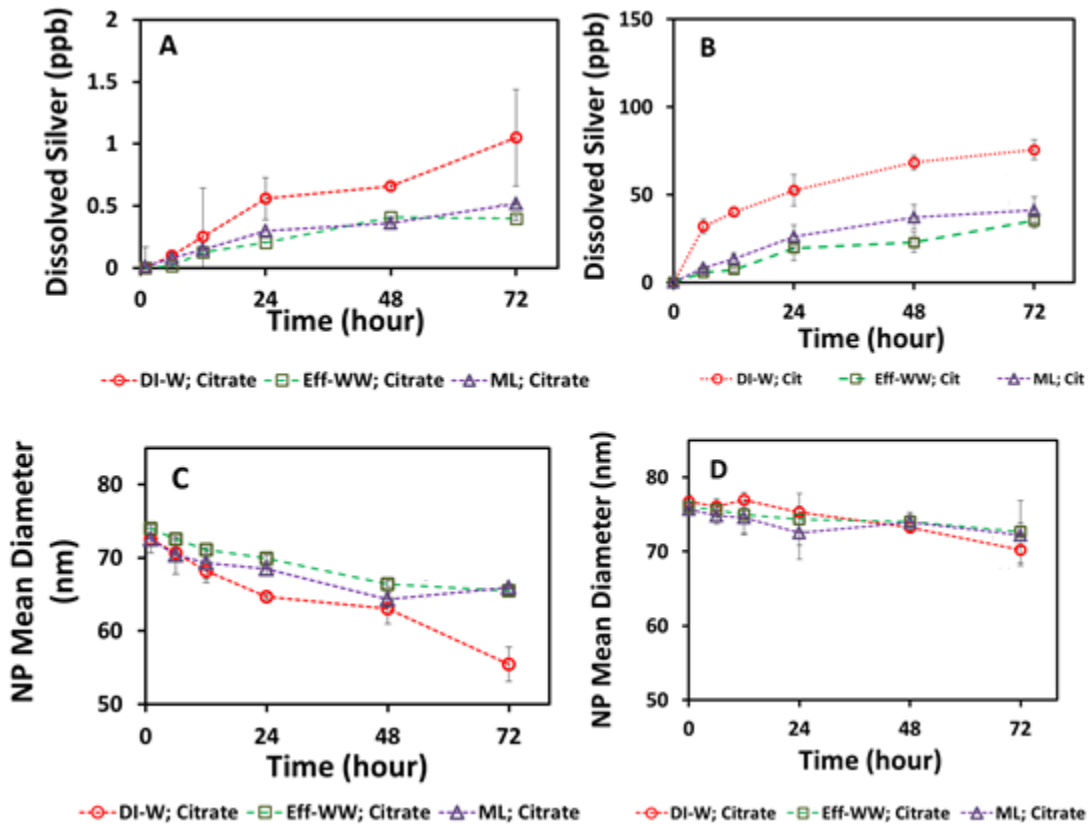 A
Dissolved Silver (ppb)
2
1.5
1
0.5
0
0 24 48 72
Time (hour)
DI-W; Citrate Eff-WW; Citrate ML; Citrate
B
Dissolved Silver (ppb)
150
100
50
0
0 24 48 72
Time (hour)
DI-W; Cit Eff-WW; Cit ML; Cit
C
NP Mean Diameter
(nm)
80
70
60
50
0 24 48 72
Time (hour)
DI-W; Citrate Eff-WW; Citrate ML; Citrate
D
NP Mean Diameter (nm)
80
70
60
50
0 24 48 72
Time (hour)
DI-W; Citrate Eff-WW; Citrate ML; Citrate